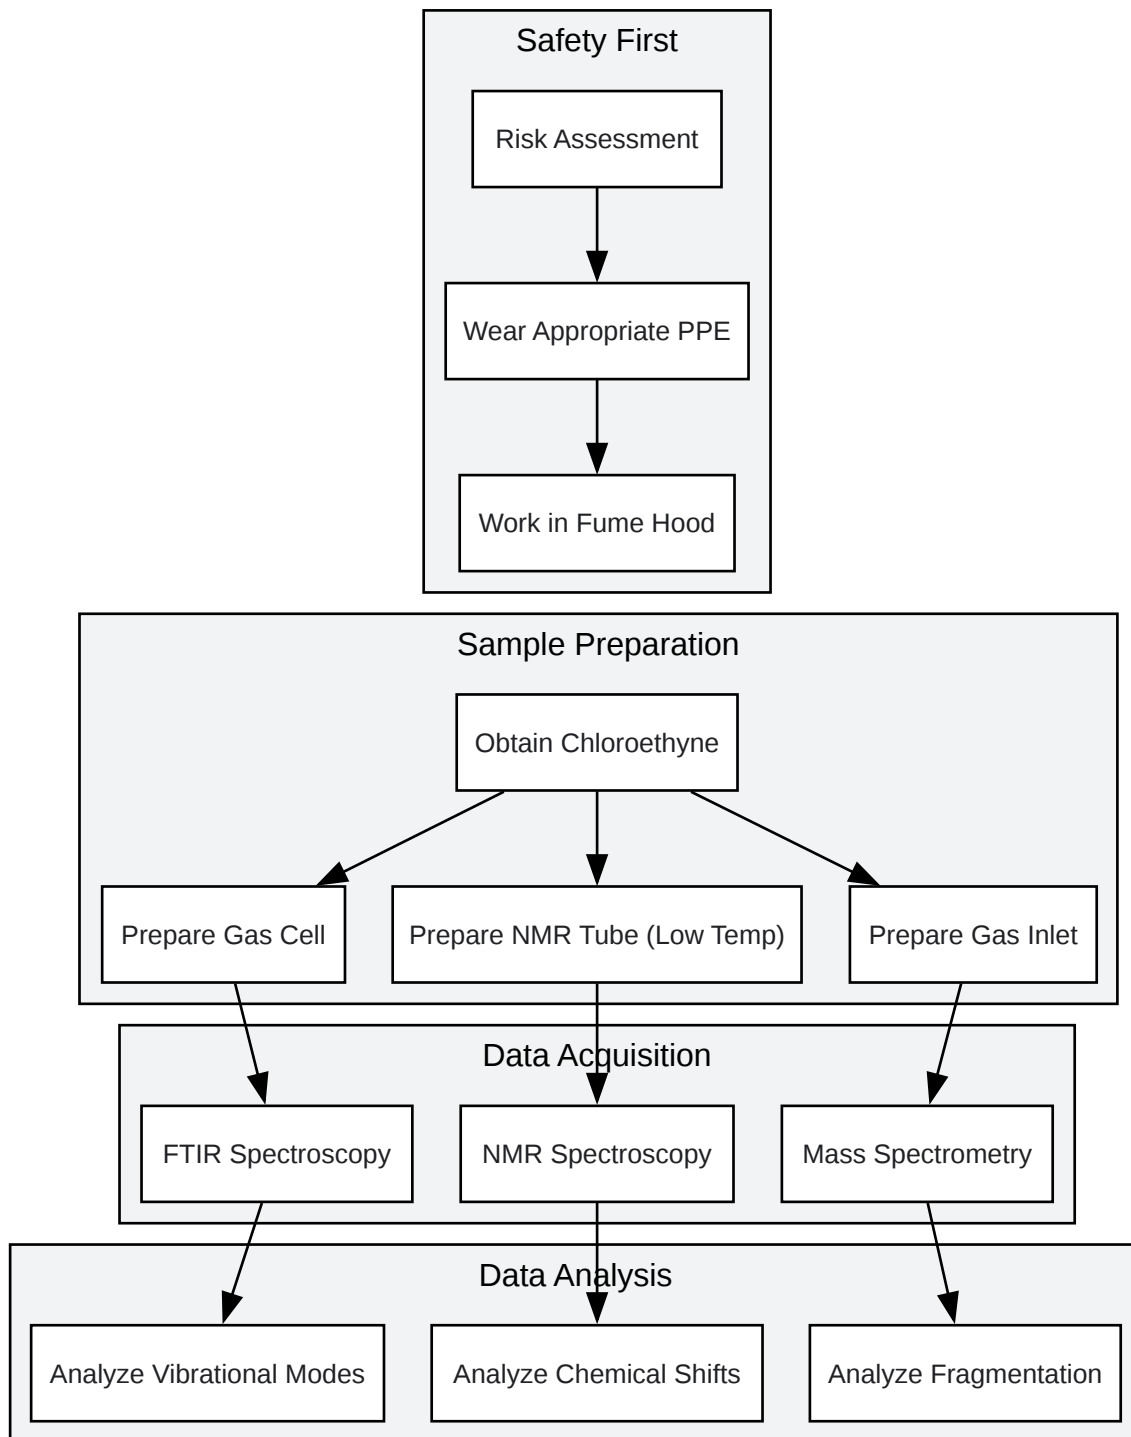 Safety First
Risk Assessment
Wear Appropriate PPE
Work in Fume Hood
Sample Preparation
Obtain Chloroethyne
Prepare Gas Cell
Prepare NMR Tube (Low Temp)
Prepare Gas Inlet
Data Acquisition
FTIR Spectroscopy
NMR Spectroscopy
Mass Spectrometry
Data Analysis
Analyze Vibrational Modes
Analyze Chemical Shifts
Analyze Fragmentation